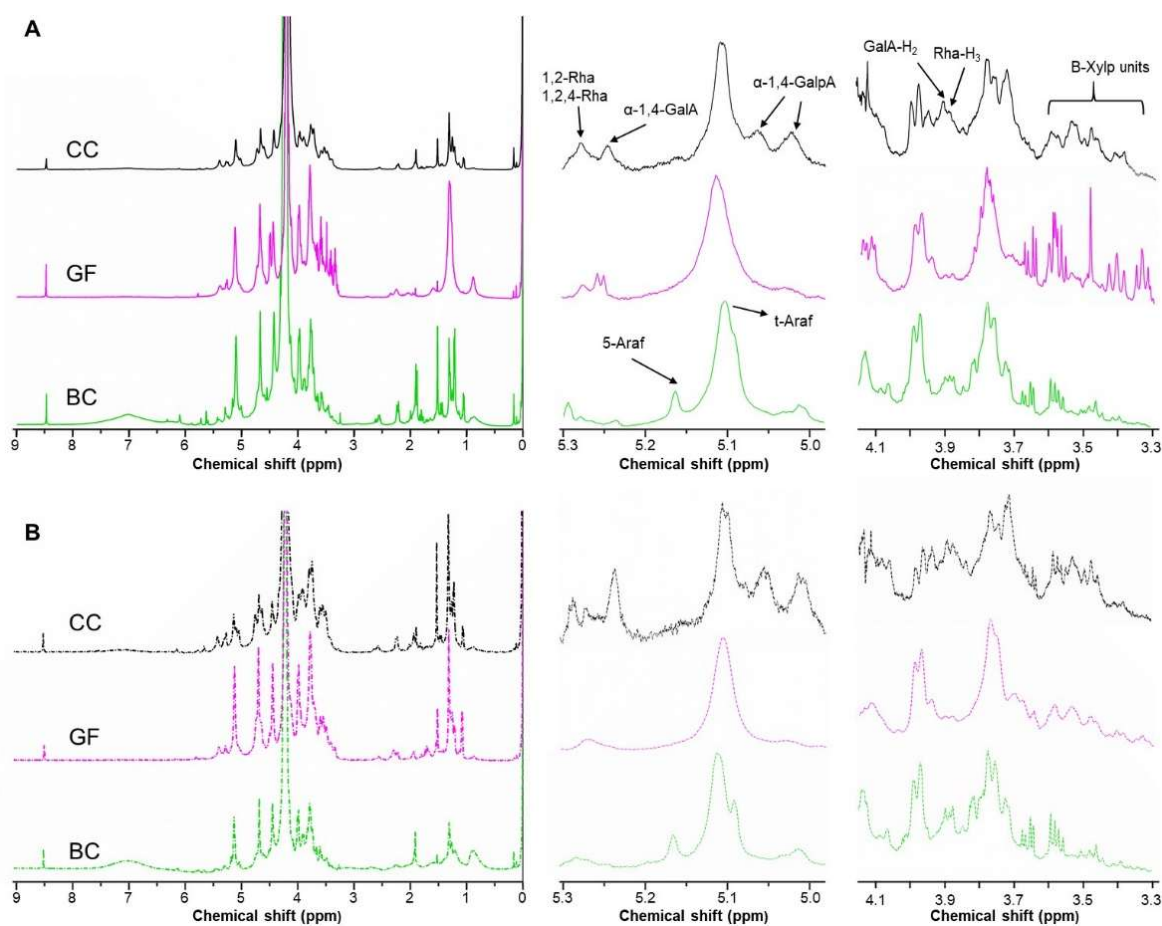 A
CC
GF
BC
9 8 7 6 5 4 3 2 1 0
Chemical shift (ppm)
1,2-Rha
1,2,4-Rha
α-1,4-GalA
α-1,4-GalpA
5-Araf
t-Araf
5.3 5.2 5.1 5.0
Chemical shift (ppm)
GalA-H2
Rha-H3
B-Xylp units
4.1 3.9 3.7 3.5 3.3
Chemical shift (ppm)
B
CC
GF
BC
9 8 7 6 5 4 3 2 1 0
Chemical shift (ppm)
5.3 5.2 5.1 5.0
Chemical shift (ppm)
4.1 3.9 3.7 3.5 3.3
Chemical shift (ppm)